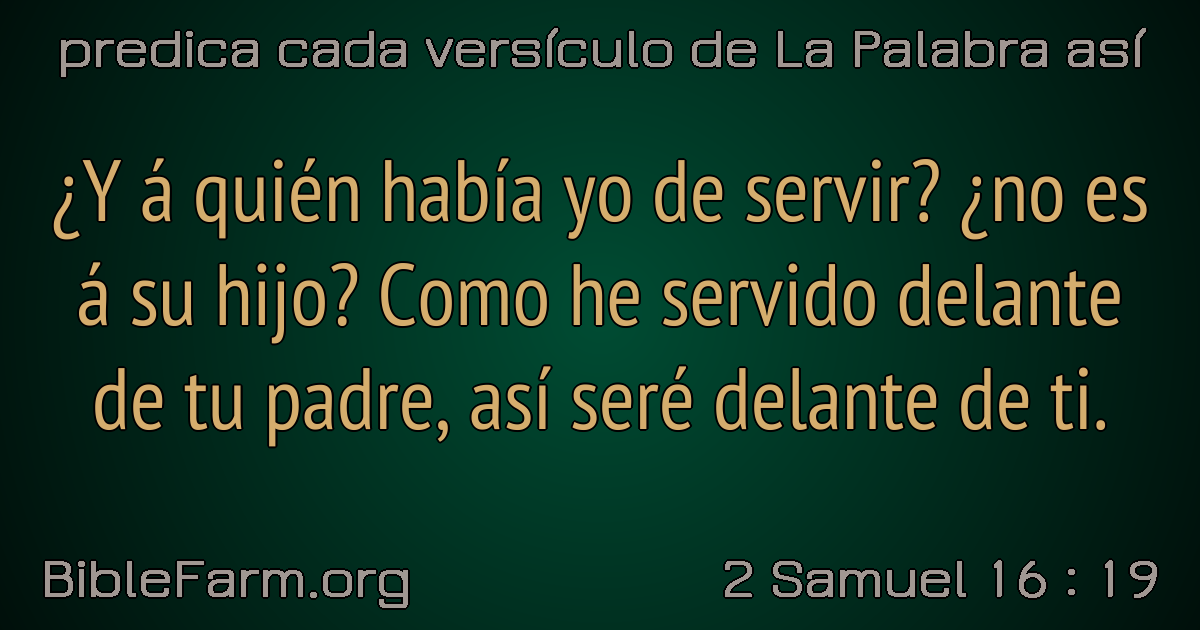 predica cada versículo de La Palabra así
¿Y á quién había yo de servir? ¿no es
á su hijo? Como he servido delante
de tu padre, así seré delante de ti.
BibleFarm.org
2 Samuel 16 : 19